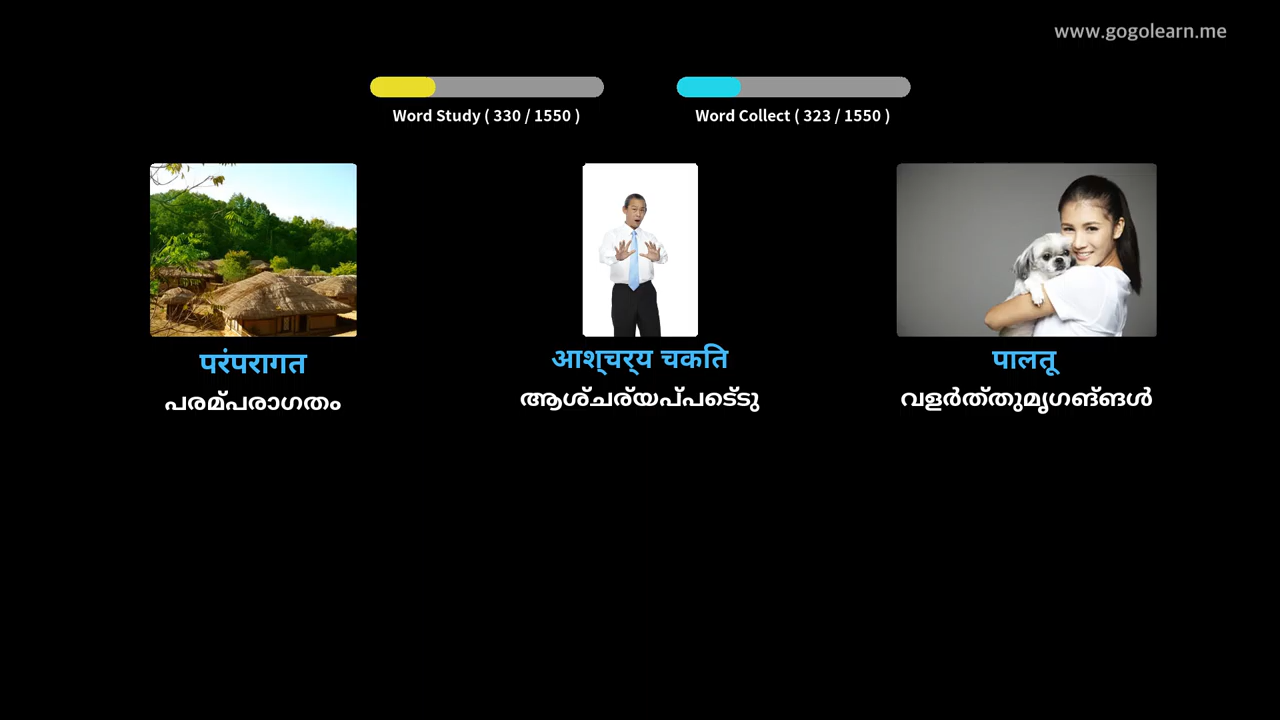 www.gogolearn.me
Word Study ( 330 / 1550 )
Word Collect ( 323 / 1550 )
परंपरागत
आश्चर्य चकति
पालतू
പരമ്പരാഗതം
ആശ്ചര്യപ്പട്ടെു
വളർത്തുമൃഗങ്ങൾ